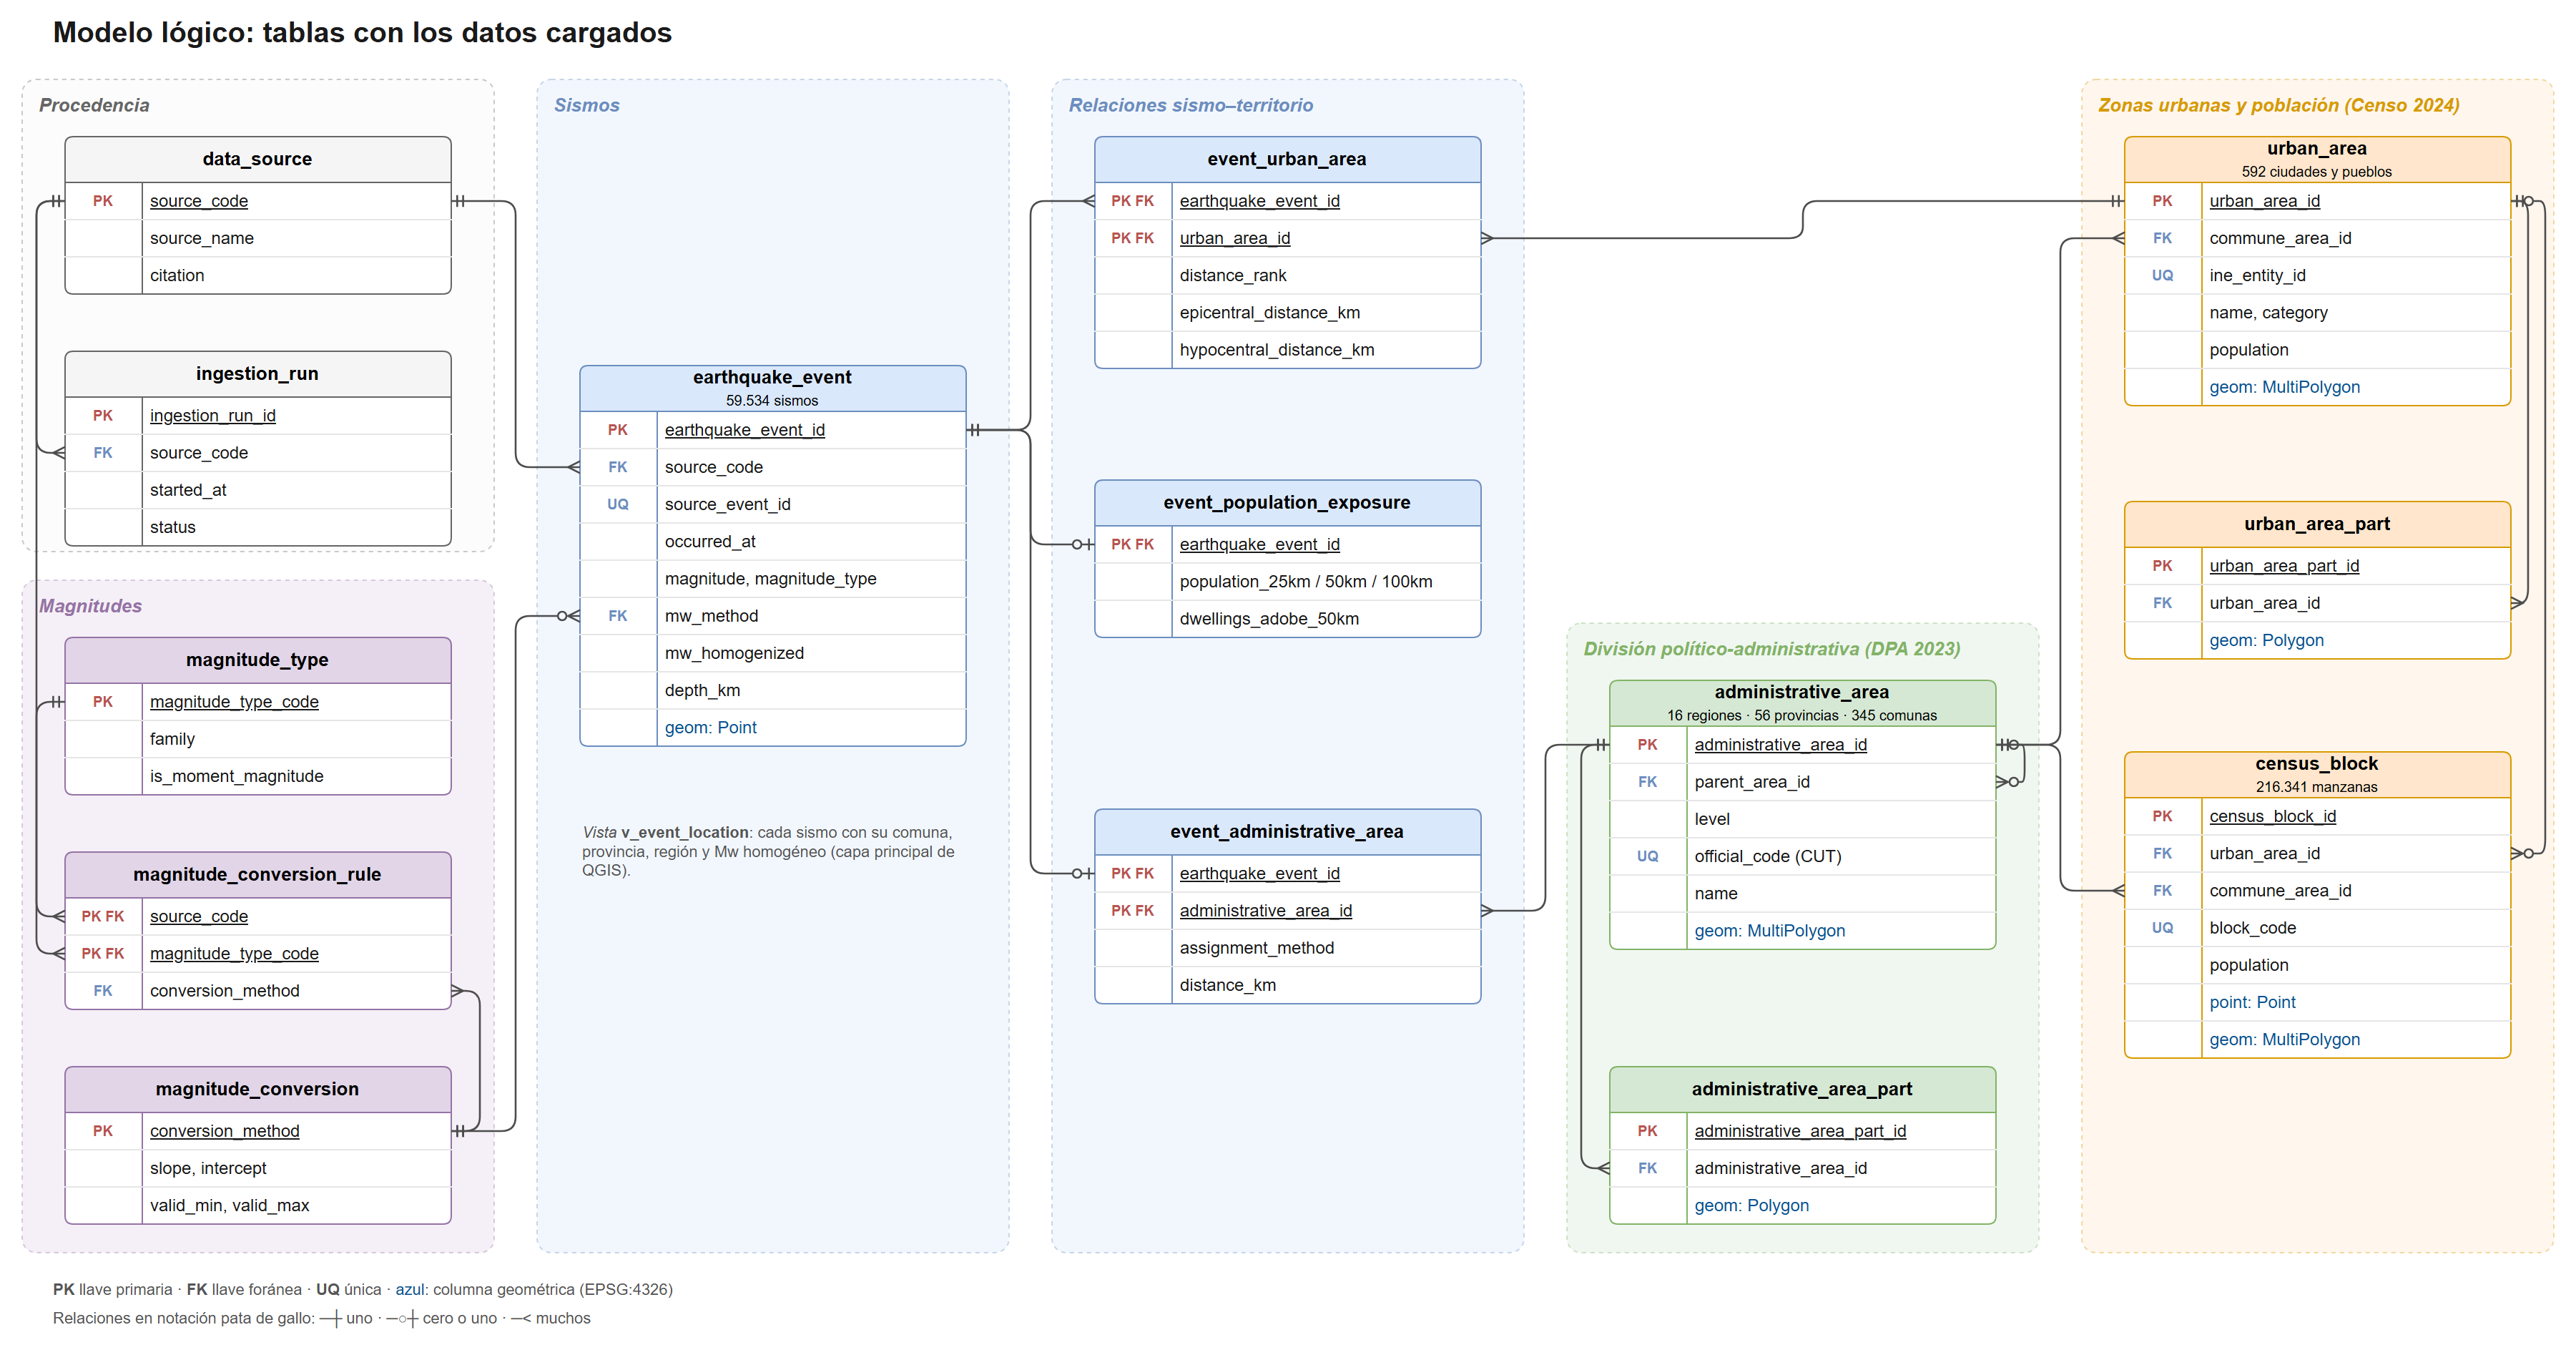 Modelo lógico: tablas con los datos cargados
Procedencia
data_source
PK source_code
source_name
citation
ingestion_run
PK ingestion_run_id
FK source_code
started_at
status
Magnitudes
magnitude_type
PK magnitude_type_code
family
is_moment_magnitude
magnitude_conversion_rule
PK FK source_code
PK FK magnitude_type_code
FK conversion_method
magnitude_conversion
PK conversion_method
slope, intercept
valid_min, valid_max
Sismos
earthquake_event
59.534 sismos
PK earthquake_event_id
FK source_code
UQ source_event_id
occurred_at
magnitude, magnitude_type
FK mw_method
mw_homogenized
depth_km
geom: Point
Vista v_event_location: cada sismo con su comuna,
provincia, región y Mw homogéneo (capa principal de
QGIS).
Relaciones sismo–territorio
event_urban_area
PK FK earthquake_event_id
PK FK urban_area_id
distance_rank
epicentral_distance_km
hypocentral_distance_km
event_population_exposure
PK FK earthquake_event_id
population_25km / 50km / 100km
dwellings_adobe_50km
event_administrative_area
PK FK earthquake_event_id
PK FK administrative_area_id
assignment_method
distance_km
División político-administrativa (DPA 2023)
administrative_area
16 regiones · 56 provincias · 345 comunas
PK administrative_area_id
FK parent_area_id
level
UQ official_code (CUT)
name
geom: MultiPolygon
administrative_area_part
PK administrative_area_part_id
FK administrative_area_id
geom: Polygon
Zonas urbanas y población (Censo 2024)
urban_area
592 ciudades y pueblos
PK urban_area_id
FK commune_area_id
UQ ine_entity_id
name, category
population
geom: MultiPolygon
urban_area_part
PK urban_area_part_id
FK urban_area_id
geom: Polygon
census_block
216.341 manzanas
PK census_block_id
FK urban_area_id
FK commune_area_id
UQ block_code
population
point: Point
geom: MultiPolygon
PK llave primaria · FK llave foránea · UQ única · azul: columna geométrica (EPSG:4326)
Relaciones en notación pata de gallo: ─┼ uno · ─○┼ cero o uno · ─< muchos